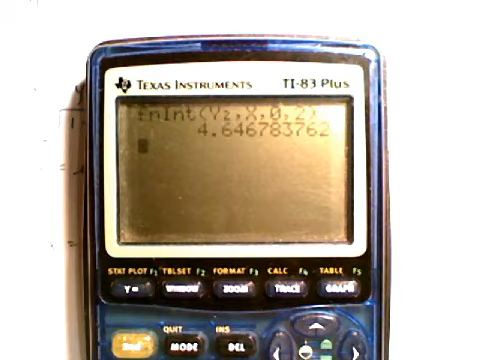 TEXAS INSTRUMENTS TI-83 Plus
fnInt(Y₂,X,0,2)
4.646783762
STAT PLOT F1 TBLSET F2 FORMAT F3 CALC F4 TABLE F5
Y= WINDOW ZOOM TRACE GRAPH
QUIT INS
2nd MODE DEL